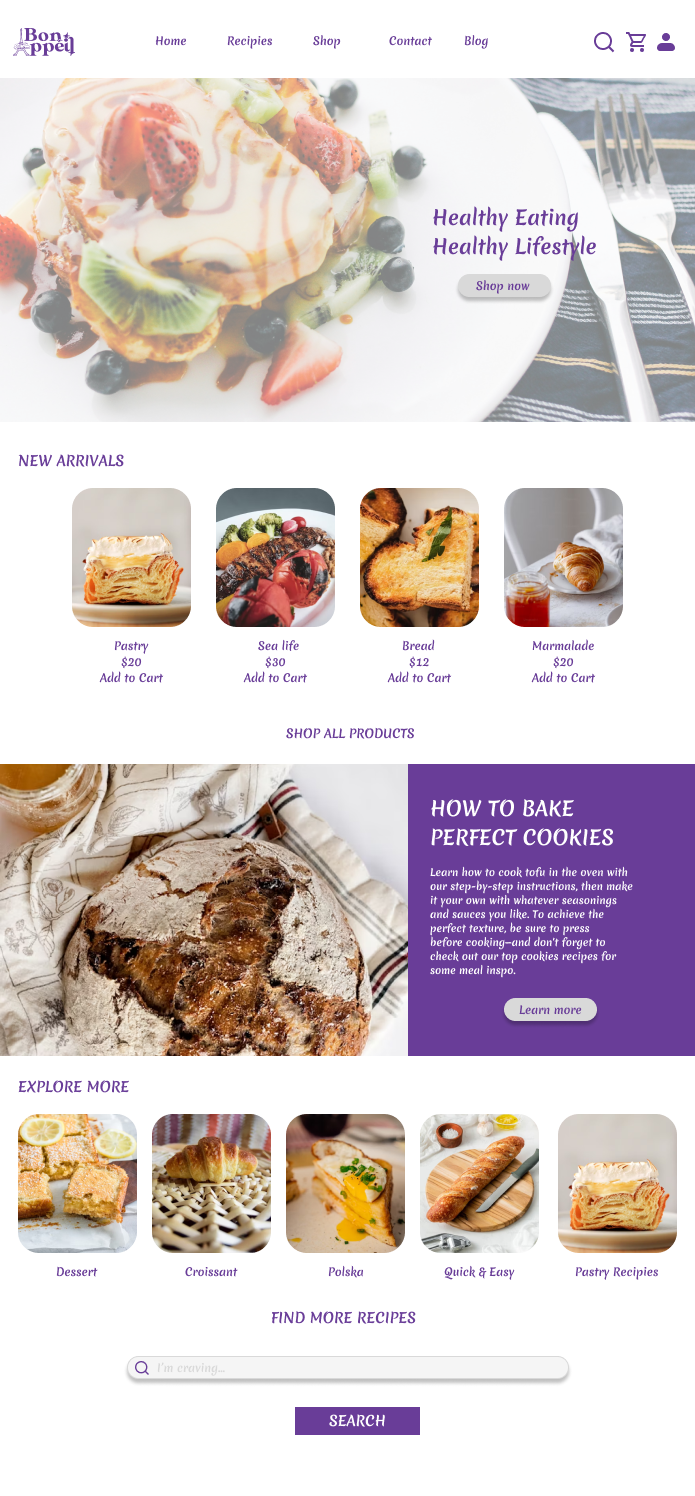 Bon
Appeti
Home Recipies Shop Contact Blog
Healthy Eating
Healthy Lifestyle
Shop now
NEW ARRIVALS
Pastry
$20
Add to Cart
Sea life
$30
Add to Cart
Bread
$12
Add to Cart
Marmalade
$20
Add to Cart
SHOP ALL PRODUCTS
HOW TO BAKE
PERFECT COOKIES
Learn how to cook tofu in the oven with
our step-by-step instructions, then make
it your own with whatever seasonings
and sauces you like. To achieve the
perfect texture, be sure to press
before cooking—and don't forget to
check out our top cookies recipes for
some meal inspo.
Learn more
EXPLORE MORE
Dessert
Croissant
Polska
Quick & Easy
Pastry Recipies
FIND MORE RECIPES
I'm craving...
SEARCH